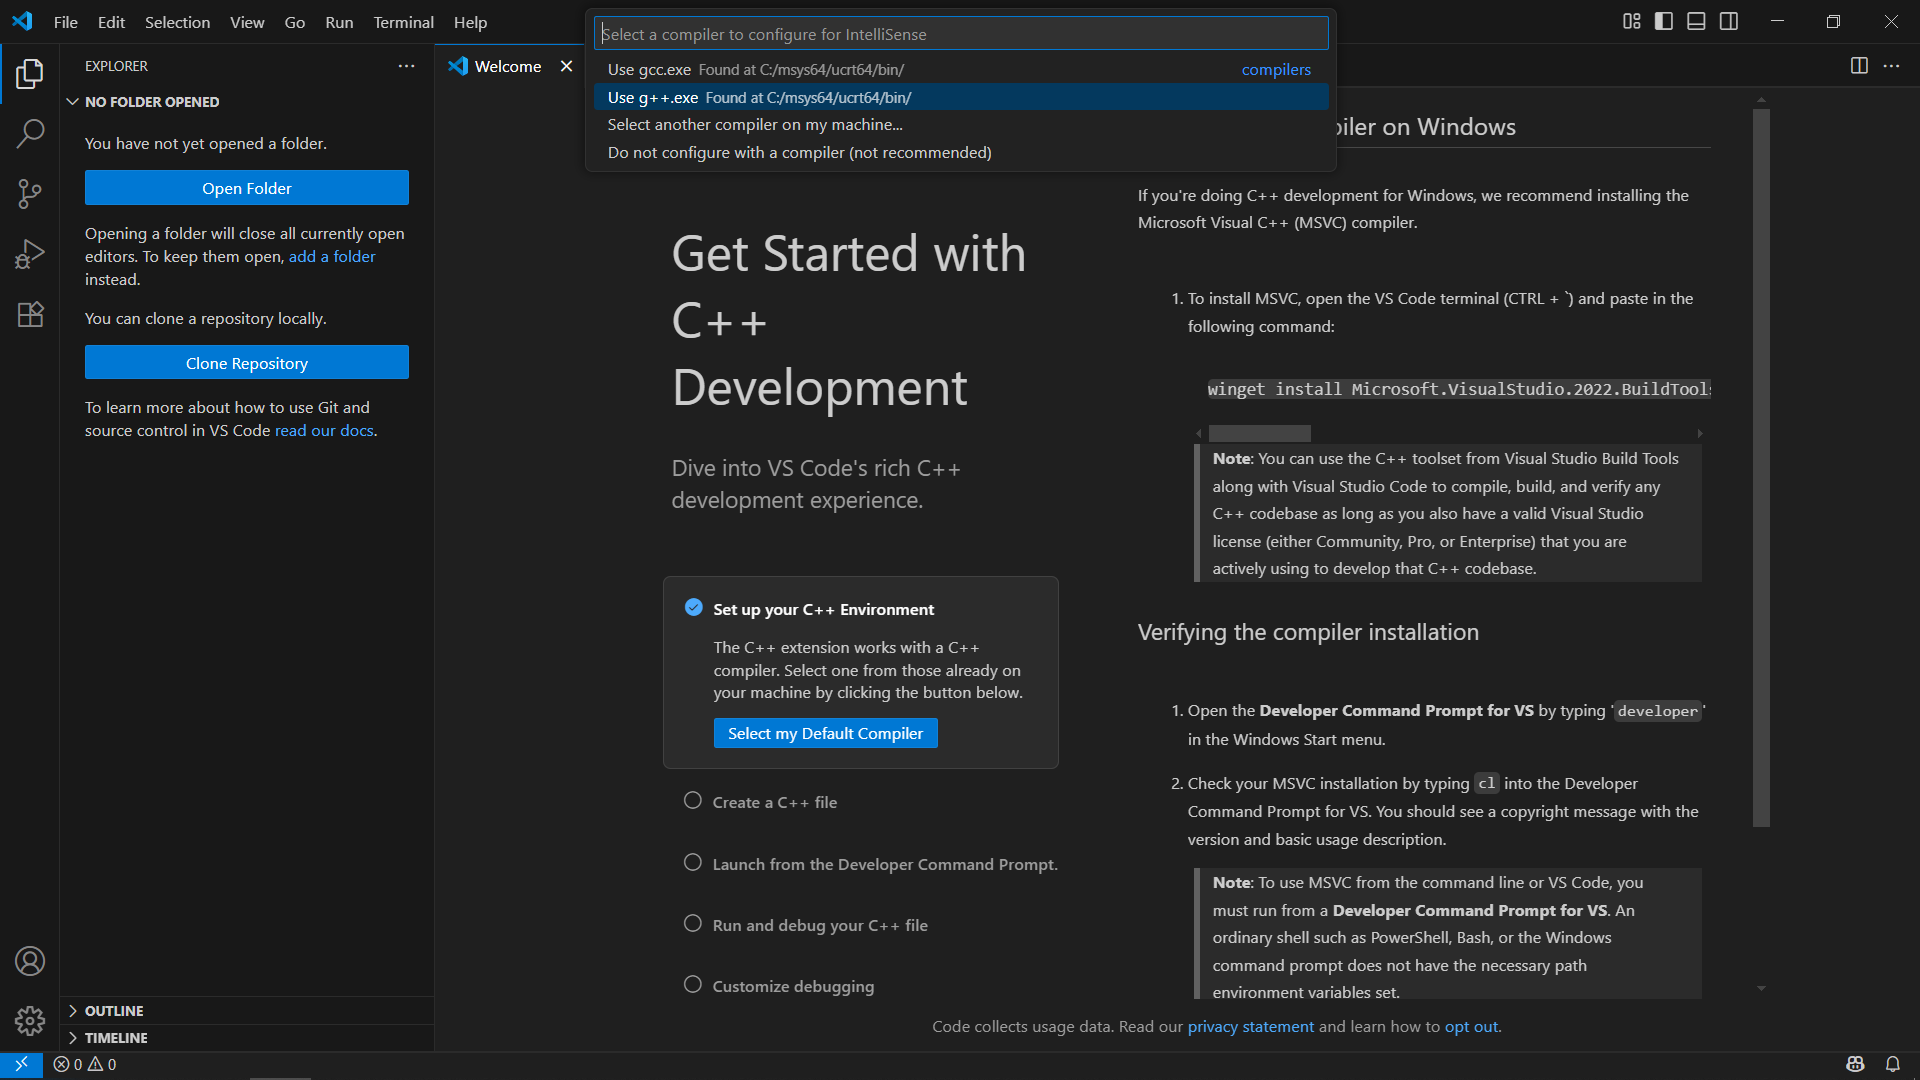 File Edit Selection View Go Run Terminal Help
Select a compiler to configure for IntelliSense
Use gcc.exe Found at C:/msys64/ucrt64/bin/ compilers
Use g++.exe Found at C:/msys64/ucrt64/bin/
Select another compiler on my machine...
Do not configure with a compiler (not recommended)
EXPLORER
NO FOLDER OPENED
You have not yet opened a folder.
Open Folder
Opening a folder will close all currently open
editors. To keep them open, add a folder
instead.
You can clone a repository locally.
Clone Repository
To learn more about how to use Git and
source control in VS Code read our docs.
OUTLINE
TIMELINE
Welcome
Get Started with
C++
Development
Dive into VS Code's rich C++
development experience.
Set up your C++ Environment
The C++ extension works with a C++
compiler. Select one from those already on
your machine by clicking the button below.
Select my Default Compiler
Create a C++ file
Launch from the Developer Command Prompt.
Run and debug your C++ file
Customize debugging
on Windows
If you're doing C++ development for Windows, we recommend installing the
Microsoft Visual C++ (MSVC) compiler.
1. To install MSVC, open the VS Code terminal (CTRL + `) and paste in the
following command:
winget install Microsoft.VisualStudio.2022.BuildTools
Note: You can use the C++ toolset from Visual Studio Build Tools
along with Visual Studio Code to compile, build, and verify any
C++ codebase as long as you also have a valid Visual Studio
license (either Community, Pro, or Enterprise) that you are
actively using to develop that C++ codebase.
Verifying the compiler installation
1. Open the Developer Command Prompt for VS by typing 'developer'
in the Windows Start menu.
2. Check your MSVC installation by typing cl into the Developer
Command Prompt for VS. You should see a copyright message with the
version and basic usage description.
Note: To use MSVC from the command line or VS Code, you
must run from a Developer Command Prompt for VS. An
ordinary shell such as PowerShell, Bash, or the Windows
command prompt does not have the necessary path
environment variables set.
Code collects usage data. Read our privacy statement and learn how to opt out.
0 0